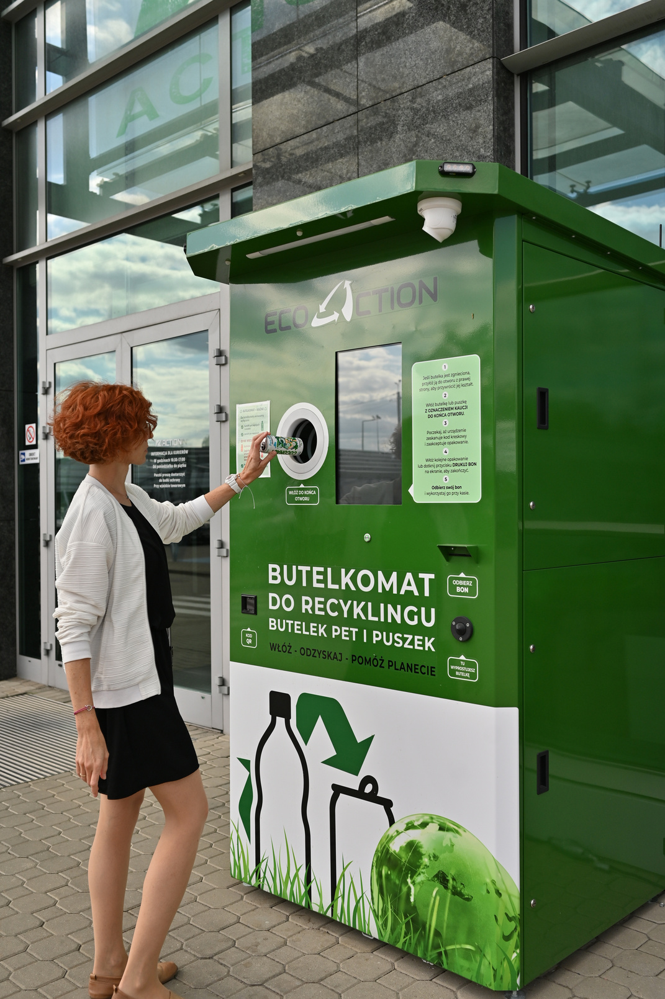 AC
ECO ACTION
1
Jeśli butelka jest zgnieciona,
przyłóż ją do otworu z prawej
strony, aby przywrócić jej kształt.
2
Włóż butelkę lub puszkę
Z OZNACZENIEM KAUCJI
DO KOŃCA OTWORU.
3
Poczekaj, aż urządzenie
zeskanuje kod kreskowy
i zaakceptuje opakowanie.
4
Włóż kolejne opakowanie
lub dotknij przycisku DRUKUJ BON
na ekranie, aby zakończyć.
5
Odbierz swój bon
i wykorzystaj go przy kasie.
WŁÓŻ DO KOŃCA
OTWORU
ACTION
INFORMACJA DLA KURIERÓW
W godzinach 16:30-17:00
Od poniedziałku do piątku
Paczki proszę dostarczyć
do budki ochrony
Przy wjeździe towarowym
BUTELKOMAT
DO RECYKLINGU
BUTELEK PET I PUSZEK
WŁÓŻ - ODZYSKAJ - POMÓŻ PLANECIE
ODBIERZ
BON
KOD
QR
TU
WYPROSTUJESZ
BUTELKĘ